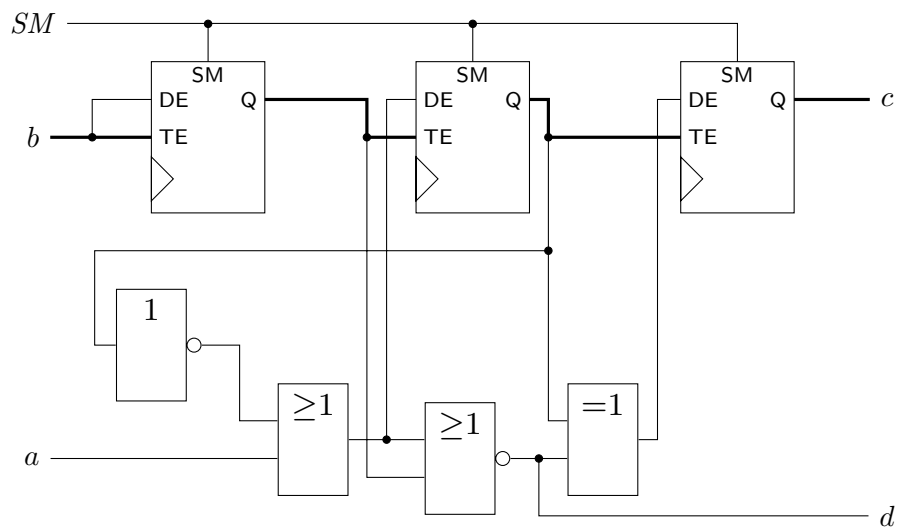 SM
SM SM SM
DE Q DE Q DE Q c
b TE TE TE
1
≥1 =1
≥1
a
d